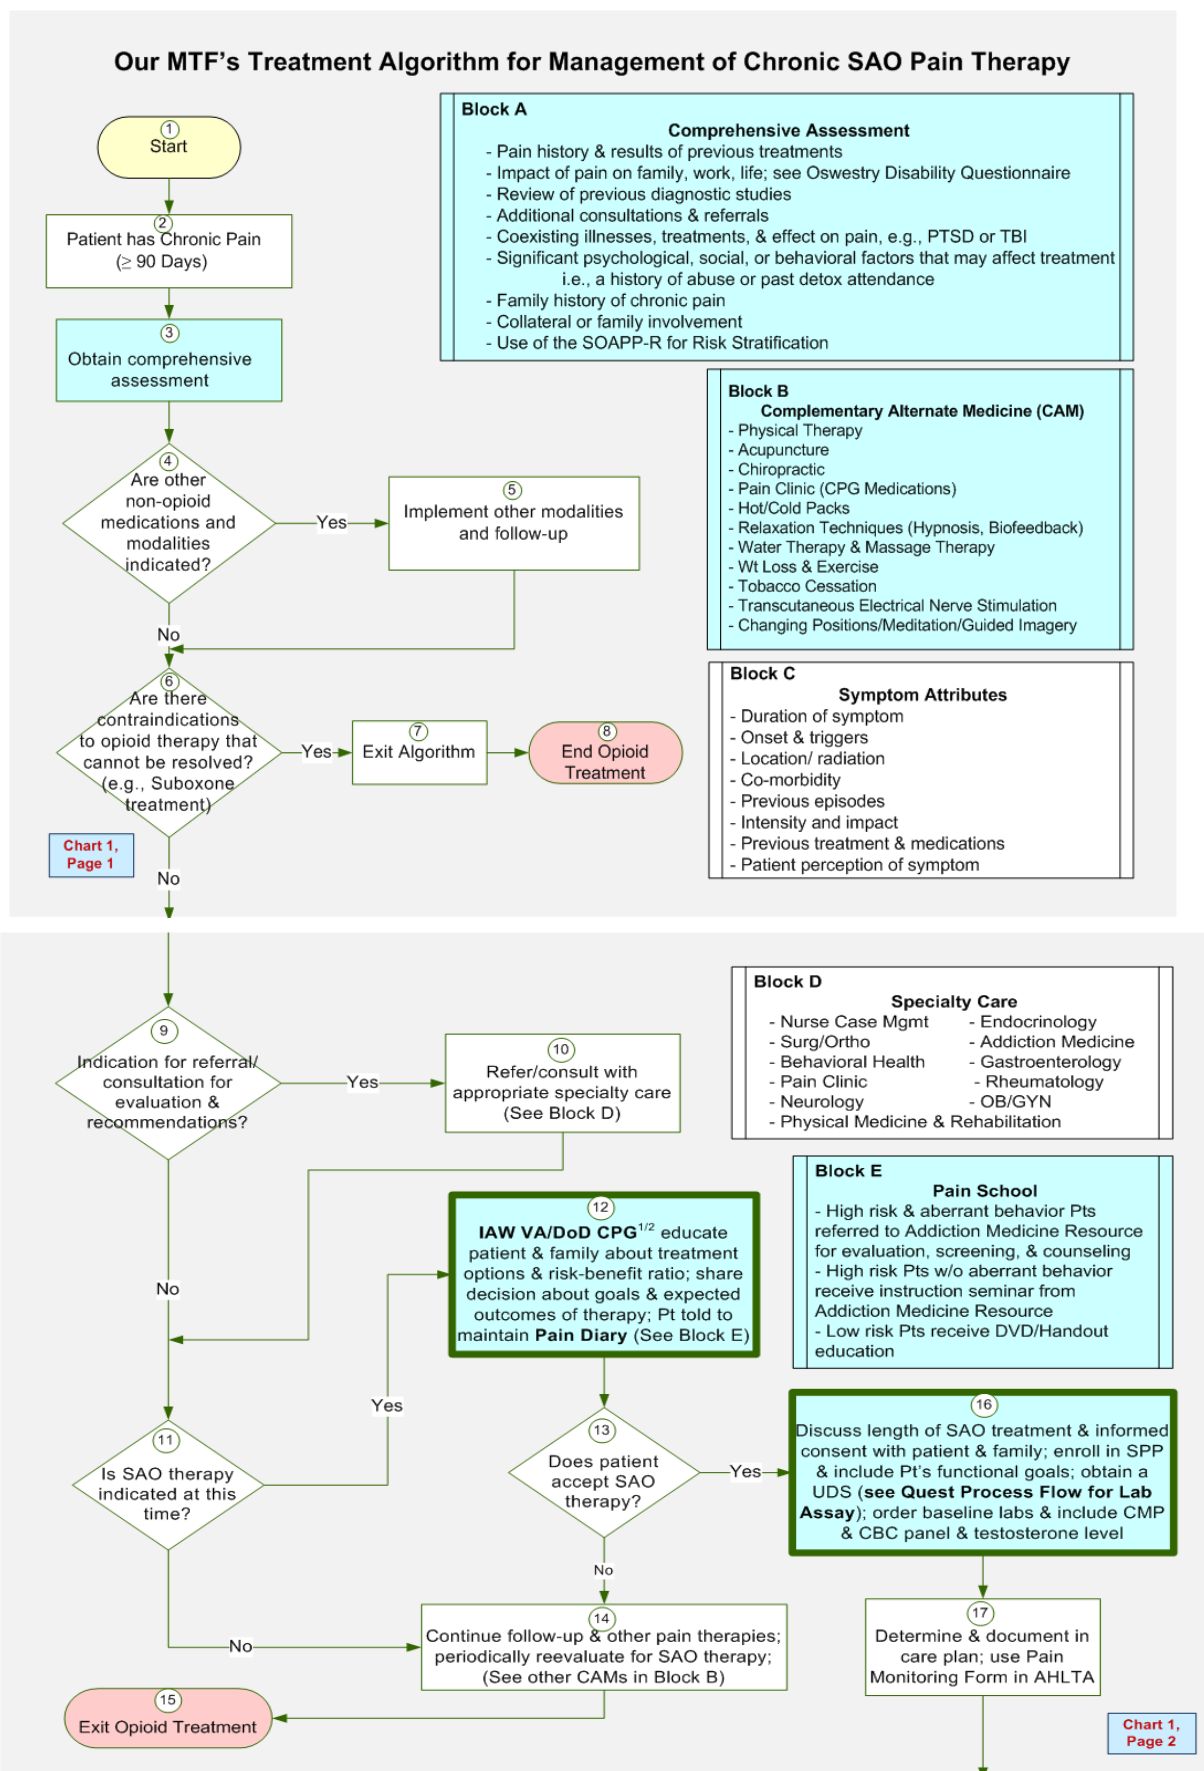 Our MTF's Treatment Algorithm for Management of Chronic SAO Pain Therapy
1
Start
2
Patient has Chronic Pain
(≥ 90 Days)
3
Obtain comprehensive
assessment
4
Are other
non-opioid
medications and
modalities
indicated?
Yes
5
Implement other modalities
and follow-up
No
6
Are there
contraindications
to opioid therapy that
cannot be resolved?
(e.g., Suboxone
treatment)
Yes
7
Exit Algorithm
8
End Opioid
Treatment
Chart 1,
Page 1
No
Block A
Comprehensive Assessment
- Pain history & results of previous treatments
- Impact of pain on family, work, life; see Oswestry Disability Questionnaire
- Review of previous diagnostic studies
- Additional consultations & referrals
- Coexisting illnesses, treatments, & effect on pain, e.g., PTSD or TBI
- Significant psychological, social, or behavioral factors that may affect treatment
i.e., a history of abuse or past detox attendance
- Family history of chronic pain
- Collateral or family involvement
- Use of the SOAPP-R for Risk Stratification
Block B
Complementary Alternate Medicine (CAM)
- Physical Therapy
- Acupuncture
- Chiropractic
- Pain Clinic (CPG Medications)
- Hot/Cold Packs
- Relaxation Techniques (Hypnosis, Biofeedback)
- Water Therapy & Massage Therapy
- Wt Loss & Exercise
- Tobacco Cessation
- Transcutaneous Electrical Nerve Stimulation
- Changing Positions/Meditation/Guided Imagery
Block C
Symptom Attributes
- Duration of symptom
- Onset & triggers
- Location/ radiation
- Co-morbidity
- Previous episodes
- Intensity and impact
- Previous treatment & medications
- Patient perception of symptom
9
Indication for referral/
consultation for
evaluation &
recommendations?
Yes
10
Refer/consult with
appropriate specialty care
(See Block D)
No
11
Is SAO therapy
indicated at this
time?
Yes
12
IAW VA/DoD CPG1/2 educate
patient & family about treatment
options & risk-benefit ratio; share
decision about goals & expected
outcomes of therapy; Pt told to
maintain Pain Diary (See Block E)
13
Does patient
accept SAO
therapy?
Yes
No
No
14
Continue follow-up & other pain therapies;
periodically reevaluate for SAO therapy;
(See other CAMs in Block B)
15
Exit Opioid Treatment
Block D
Specialty Care
- Nurse Case Mgmt - Endocrinology
- Surg/Ortho - Addiction Medicine
- Behavioral Health - Gastroenterology
- Pain Clinic - Rheumatology
- Neurology - OB/GYN
- Physical Medicine & Rehabilitation
Block E
Pain School
- High risk & aberrant behavior Pts
referred to Addiction Medicine Resource
for evaluation, screening, & counseling
- High risk Pts w/o aberrant behavior
receive instruction seminar from
Addiction Medicine Resource
- Low risk Pts receive DVD/Handout
education
16
Discuss length of SAO treatment & informed
consent with patient & family; enroll in SPP
& include Pt's functional goals; obtain a
UDS (see Quest Process Flow for Lab
Assay); order baseline labs & include CMP
& CBC panel & testosterone level
17
Determine & document in
care plan; use Pain
Monitoring Form in AHLTA
Chart 1,
Page 2